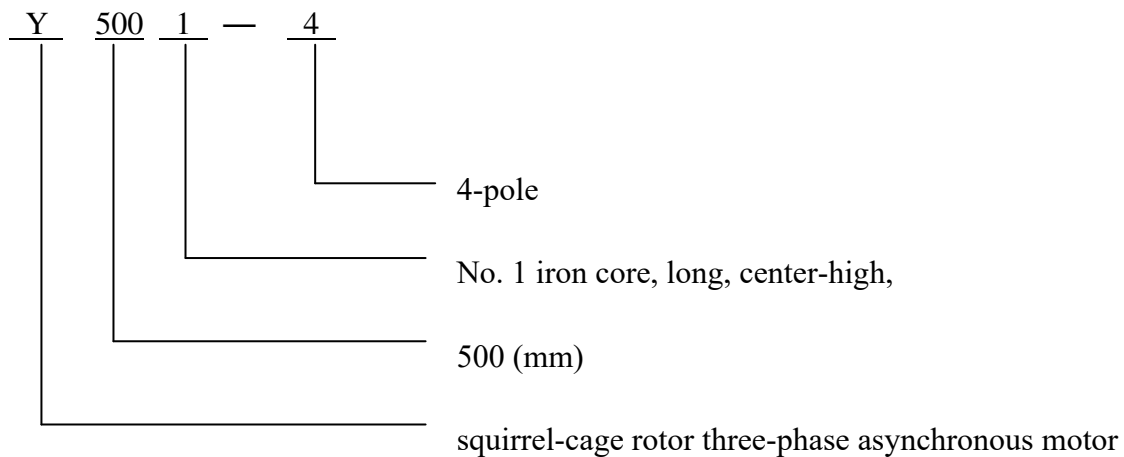 Y 500 1 — 4
4-pole
No. 1 iron core, long, center-high,
500 (mm)
squirrel-cage rotor three-phase asynchronous motor